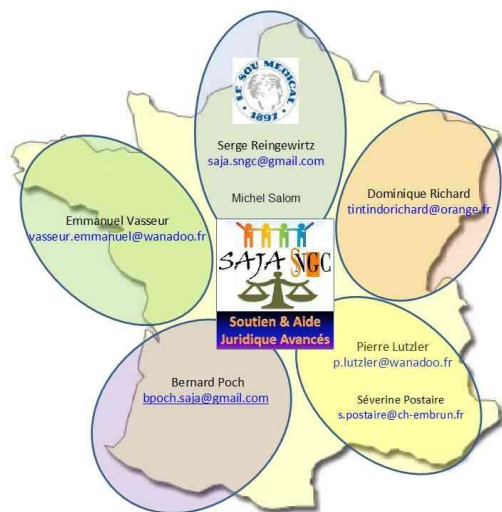 LE SOU MEDICAL
1897
Serge Reingewirtz
saja.sngc@gmail.com
Michel Salom
Dominique Richard
tintindorichard@orange.fr
Emmanuel Vasseur
vasseur.emmanuel@wanadoo.fr
SAJA SNGC
Soutien & Aide
Juridique Avancés
Pierre Lutzler
p.lutzler@wanadoo.fr
Séverine Postaire
s.postaire@ch-embrun.fr
Bernard Poch
bpoch.saja@gmail.com